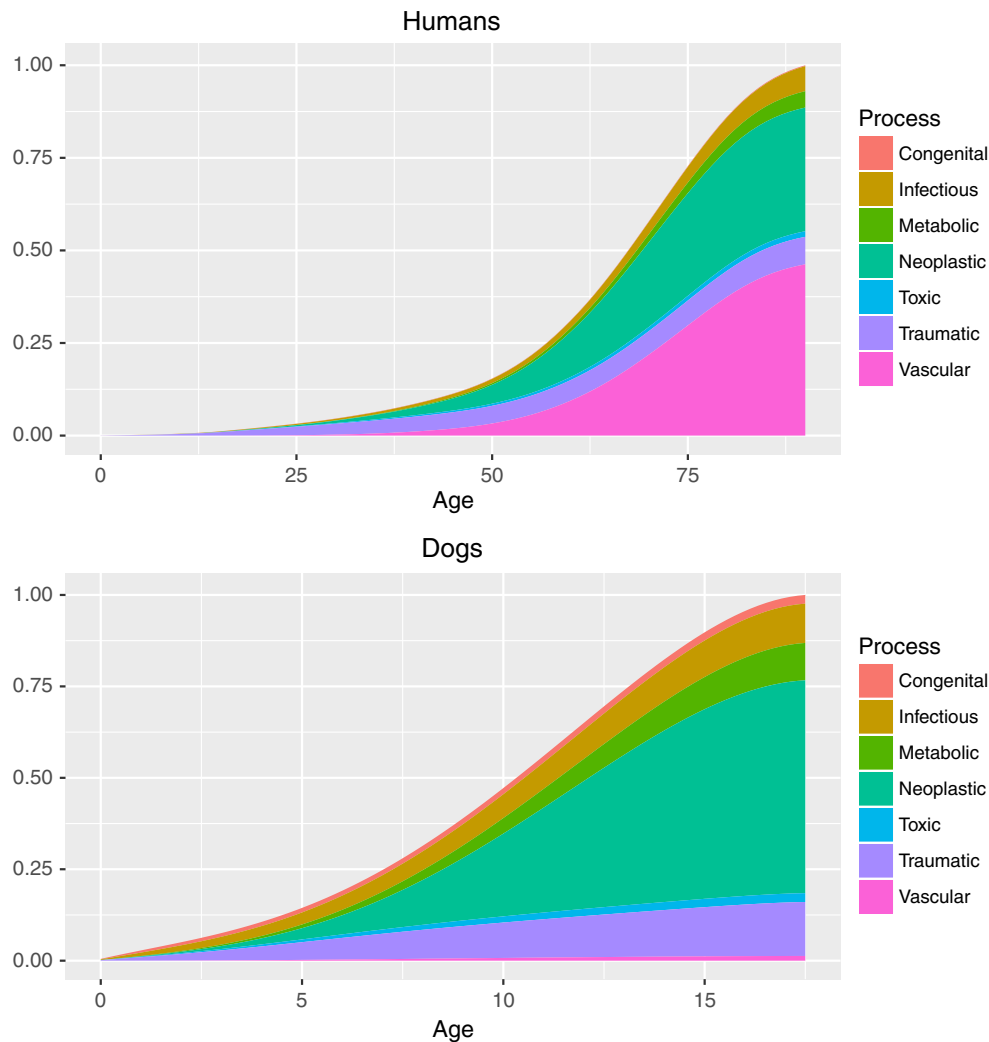 Humans
1.00
0.75
0.50
0.25
0.00
0
25
50
75
Age
Process
Congenital
Infectious
Metabolic
Neoplastic
Toxic
Traumatic
Vascular
Dogs
1.00
0.75
0.50
0.25
0.00
0
5
10
15
Age
Process
Congenital
Infectious
Metabolic
Neoplastic
Toxic
Traumatic
Vascular